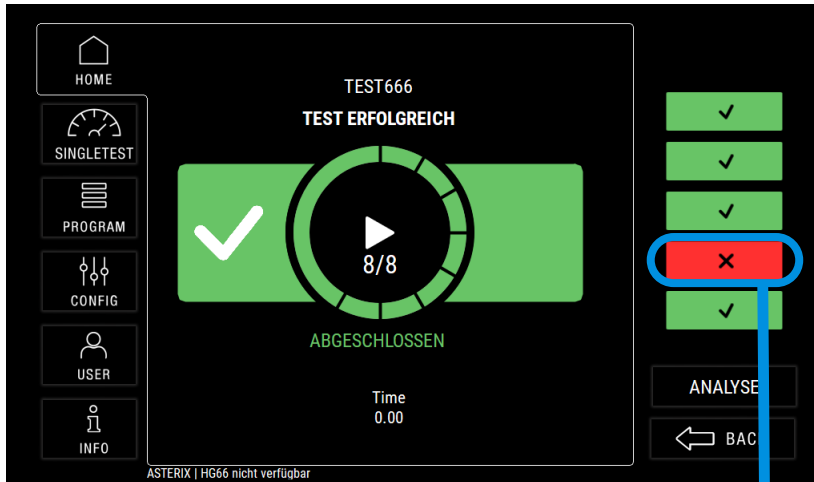 HOME
SINGLETEST
PROGRAM
CONFIG
USER
INFO
TEST666
TEST ERFOLGREICH
8/8
ABGESCHLOSSEN
Time
0.00
ANALYSE
BACK
ASTERIX | HG66 nicht verfügbar